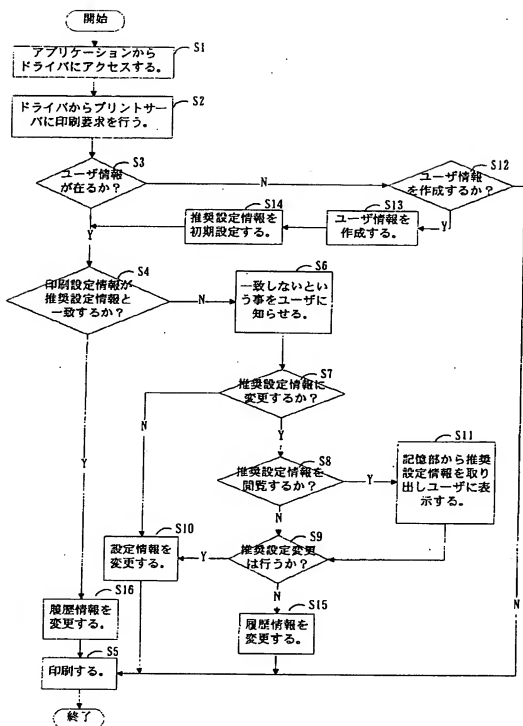 開始
S1
アプリケーションから
ドライバにアクセスする。
S2
ドライバからプリントサー
バに印刷要求を行う。
S3
ユーザ情報
が在るか?
N
Y
S12
ユーザ情報
を作成するか?
Y
N
S13
ユーザ情報を
作成する。
S14
推奨設定情報を
初期設定する。
S4
印刷設定情報が
推奨設定情報と
一致するか?
N
Y
S6
一致しないとい
う事をユーザに
知らせる。
S7
推奨設定情報に
変更するか?
N
Y
S8
推奨設定情報を
閲覧するか?
Y
N
S11
記憶部から推奨
設定情報を取り
出しユーザに表
示する。
S9
推奨設定変更
は行うか?
Y
N
S10
設定情報を
変更する。
S15
履歴情報を
変更する。
S16
履歴情報を
変更する。
S5
印刷する。
終了